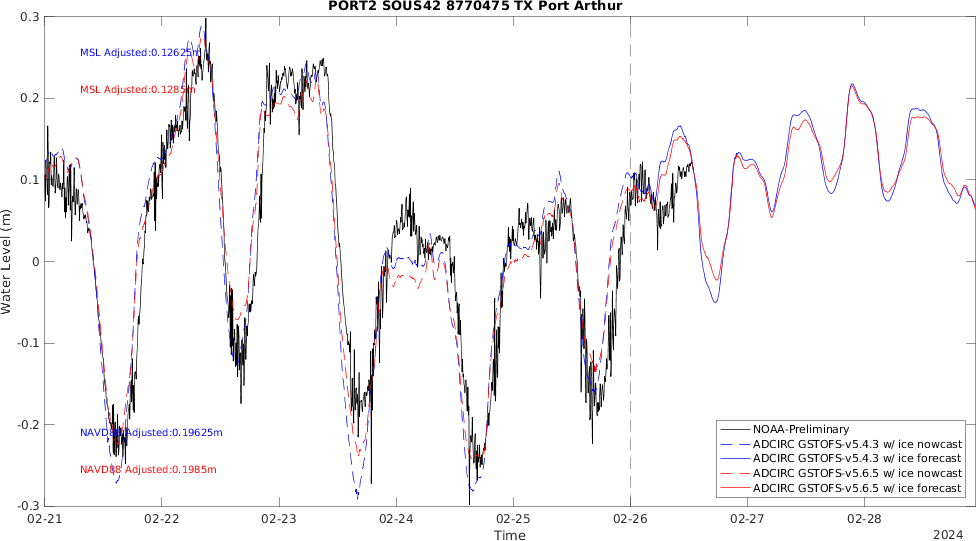 PORT2 SOUS42 8770475 TX Port Arthur
0.3
0.2
0.1
0
-0.1
-0.2
-0.3
Water Level (m)
MSL Adjusted:0.12625m
MSL Adjusted:0.1285m
NAVD88 Adjusted:0.19625m
NAVD88 Adjusted:0.1985m
NOAA-Preliminary
ADCIRC GSTOFS-v5.4.3 w/ ice nowcast
ADCIRC GSTOFS-v5.4.3 w/ ice forecast
ADCIRC GSTOFS-v5.6.5 w/ ice nowcast
ADCIRC GSTOFS-v5.6.5 w/ ice forecast
02-21 02-22 02-23 02-24 02-25 02-26 02-27 02-28
Time
2024